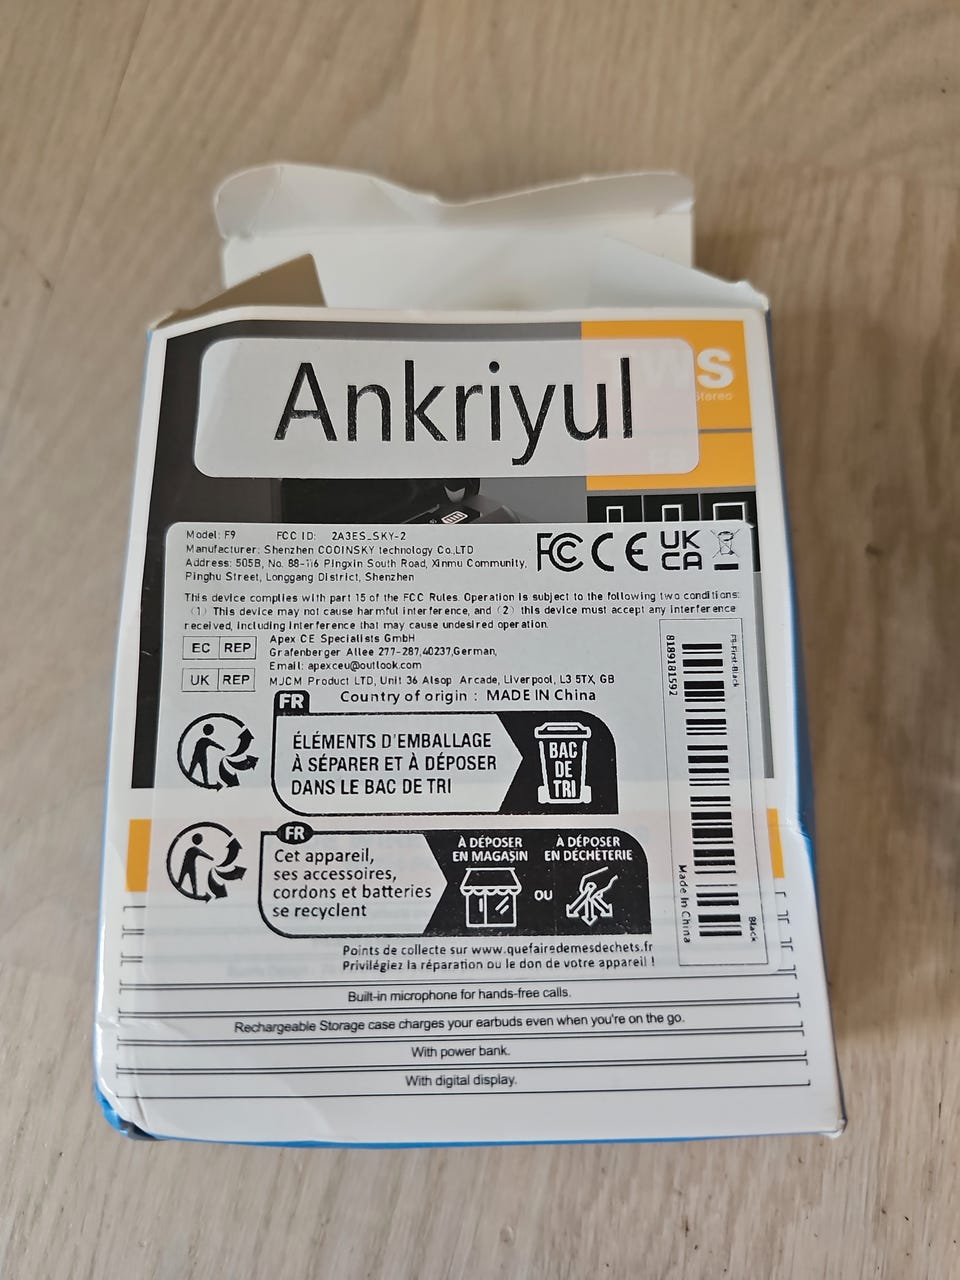 Ankriyul
TWS
Stereo
Model: F9 FCC ID: 2A3ES_SKY-2
Manufacturer: Shenzhen COOINSKY technology Co.,LTD
Address: 505B, No. 88-116 Pingxin South Road, Xinmu Community,
Pinghu Street, Longgang District, Shenzhen
FC CE UK CA
This device complies with part 15 of the FCC Rules. Operation is subject to the following two conditions:
(1) This device may not cause harmful interference, and (2) this device must accept any interference
received, including interference that may cause undesired operation.
EC REP
Apex CE Specialists GmbH
Grafenberger Allee 277-287,40237,German,
Email: apexceu@outlook.com
UK REP
MJCM Product LTD, Unit 36 Alsop Arcade, Liverpool, L3 5TX, GB
Country of origin : MADE IN China
FR
ÉLÉMENTS D'EMBALLAGE
À SÉPARER ET À DÉPOSER
DANS LE BAC DE TRI
BAC
DE
TRI
FR
Cet appareil,
ses accessoires,
cordons et batteries
se recyclent
À DÉPOSER
EN MAGASIN
OU
À DÉPOSER
EN DÉCHÈTERIE
Points de collecte sur www.quefairedemesdechets.fr
Privilégiez la réparation ou le don de votre appareil !
F9-First-Black
8189181592
Made In China
Black
Built-in microphone for hands-free calls.
Rechargeable Storage case charges your earbuds even when you're on the go.
With power bank.
With digital display.